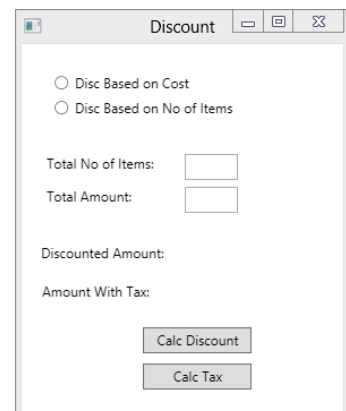 Discount
Disc Based on Cost
Disc Based on No of Items
Total No of Items:
Total Amount:
Discounted Amount:
Amount With Tax:
Calc Discount
Calc Tax